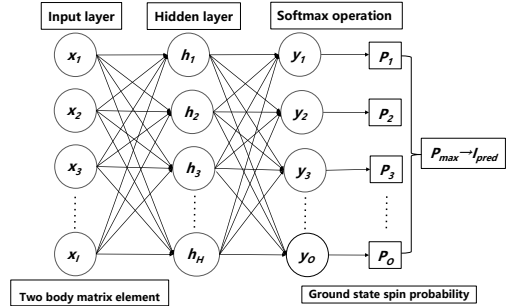 Input layer Hidden layer Softmax operation
x1 h1 y1 P1
x2 h2 y2 P2
x3 h3 y3 P3
Pmax→Ipred
xI hH yO PO
Two body matrix element
Ground state spin probability